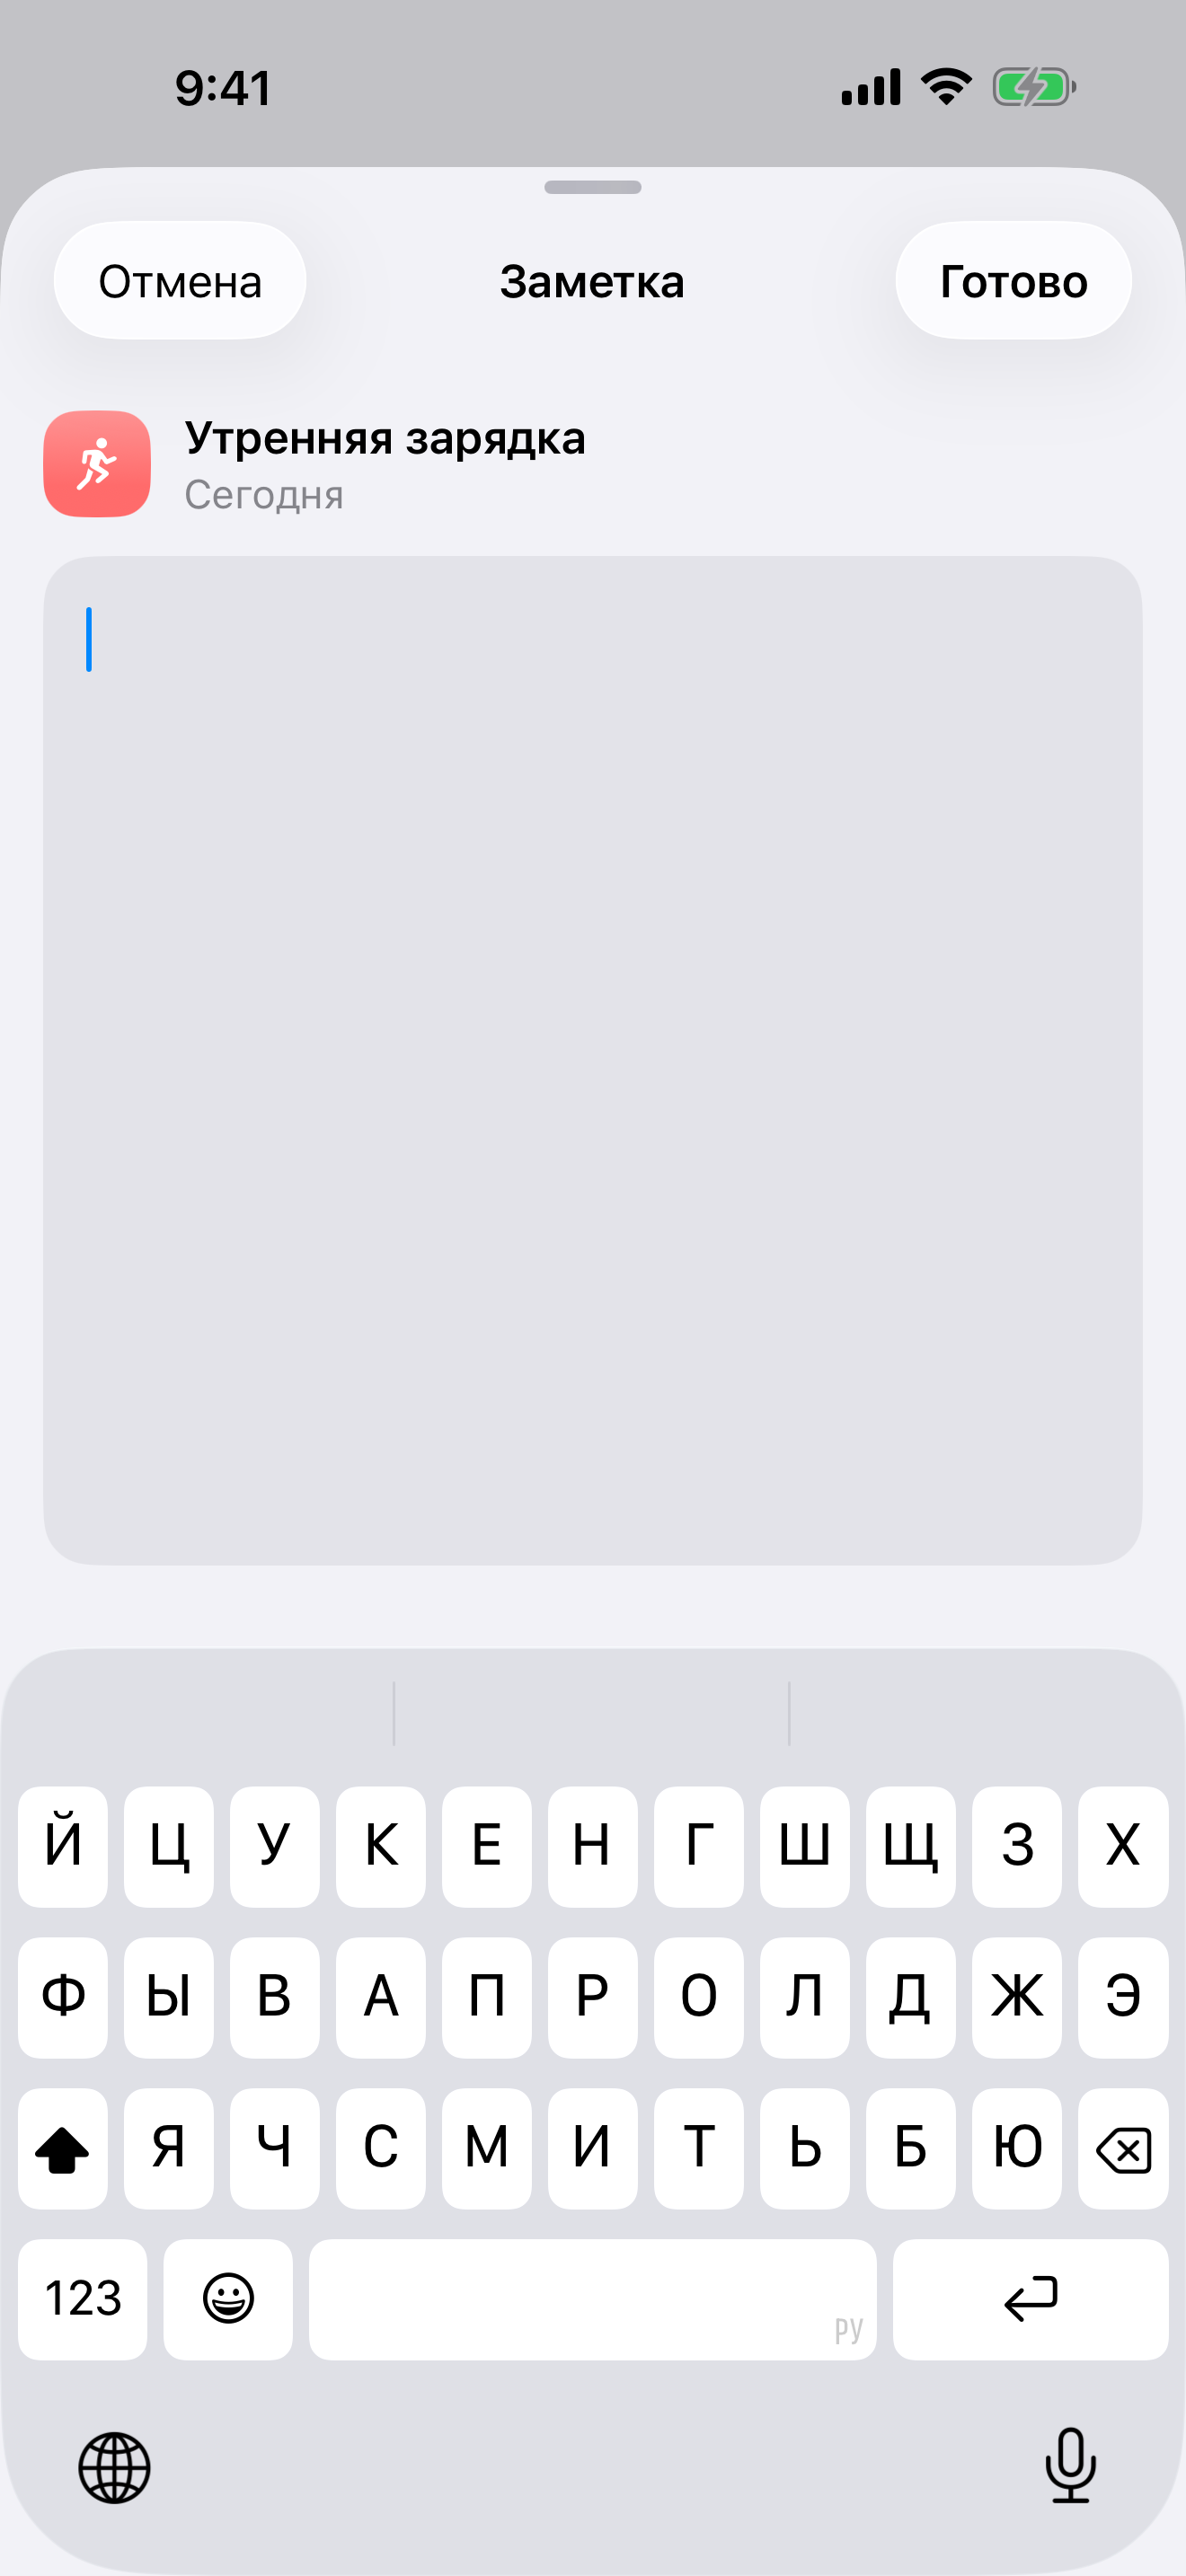 9:41
Отмена Заметка Готово
Утренняя зарядка
Сегодня
Й Ц У К Е Н Г Ш Щ З Х
Ф Ы В А П Р О Л Д Ж Э
Я Ч С М И Т Ь Б Ю
123
РУ